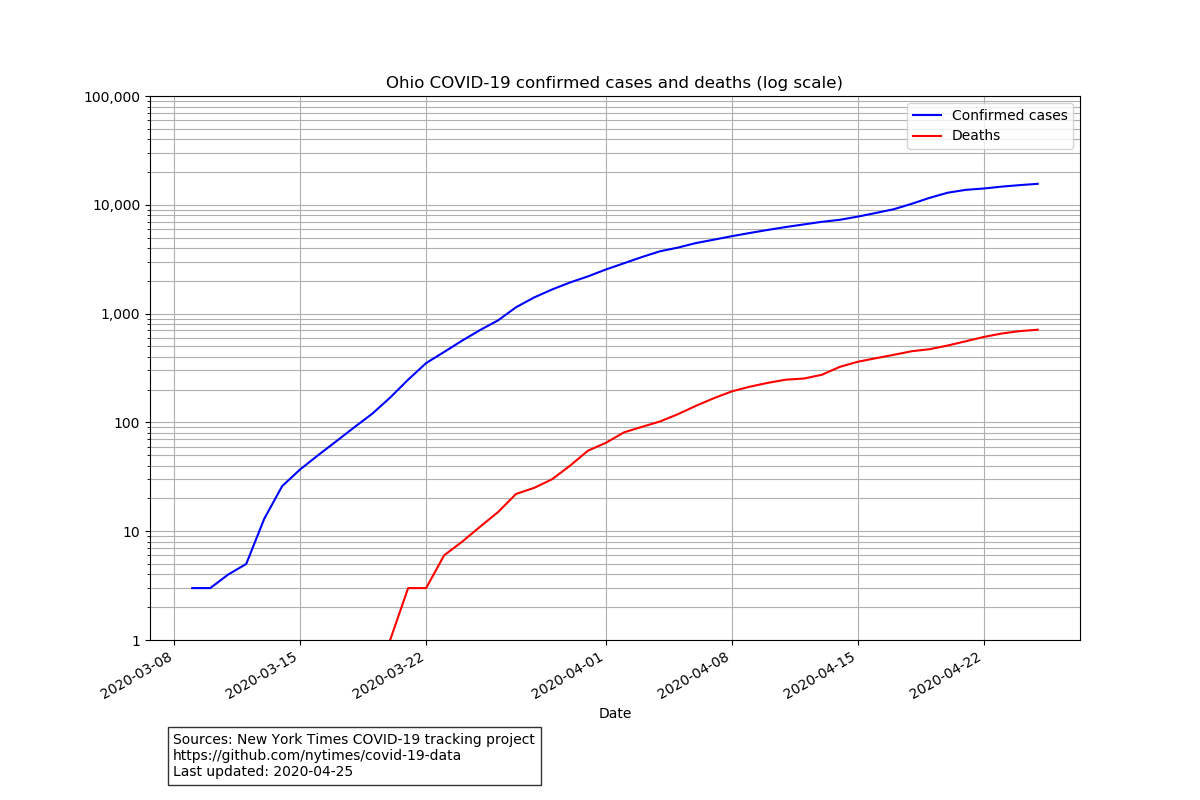 Ohio COVID-19 confirmed cases and deaths (log scale)
100,000
10,000
1,000
100
10
1
Confirmed cases
Deaths
2020-03-08
2020-03-15
2020-03-22
2020-04-01
2020-04-08
2020-04-15
2020-04-22
Date
Sources: New York Times COVID-19 tracking project
https://github.com/nytimes/covid-19-data
Last updated: 2020-04-25